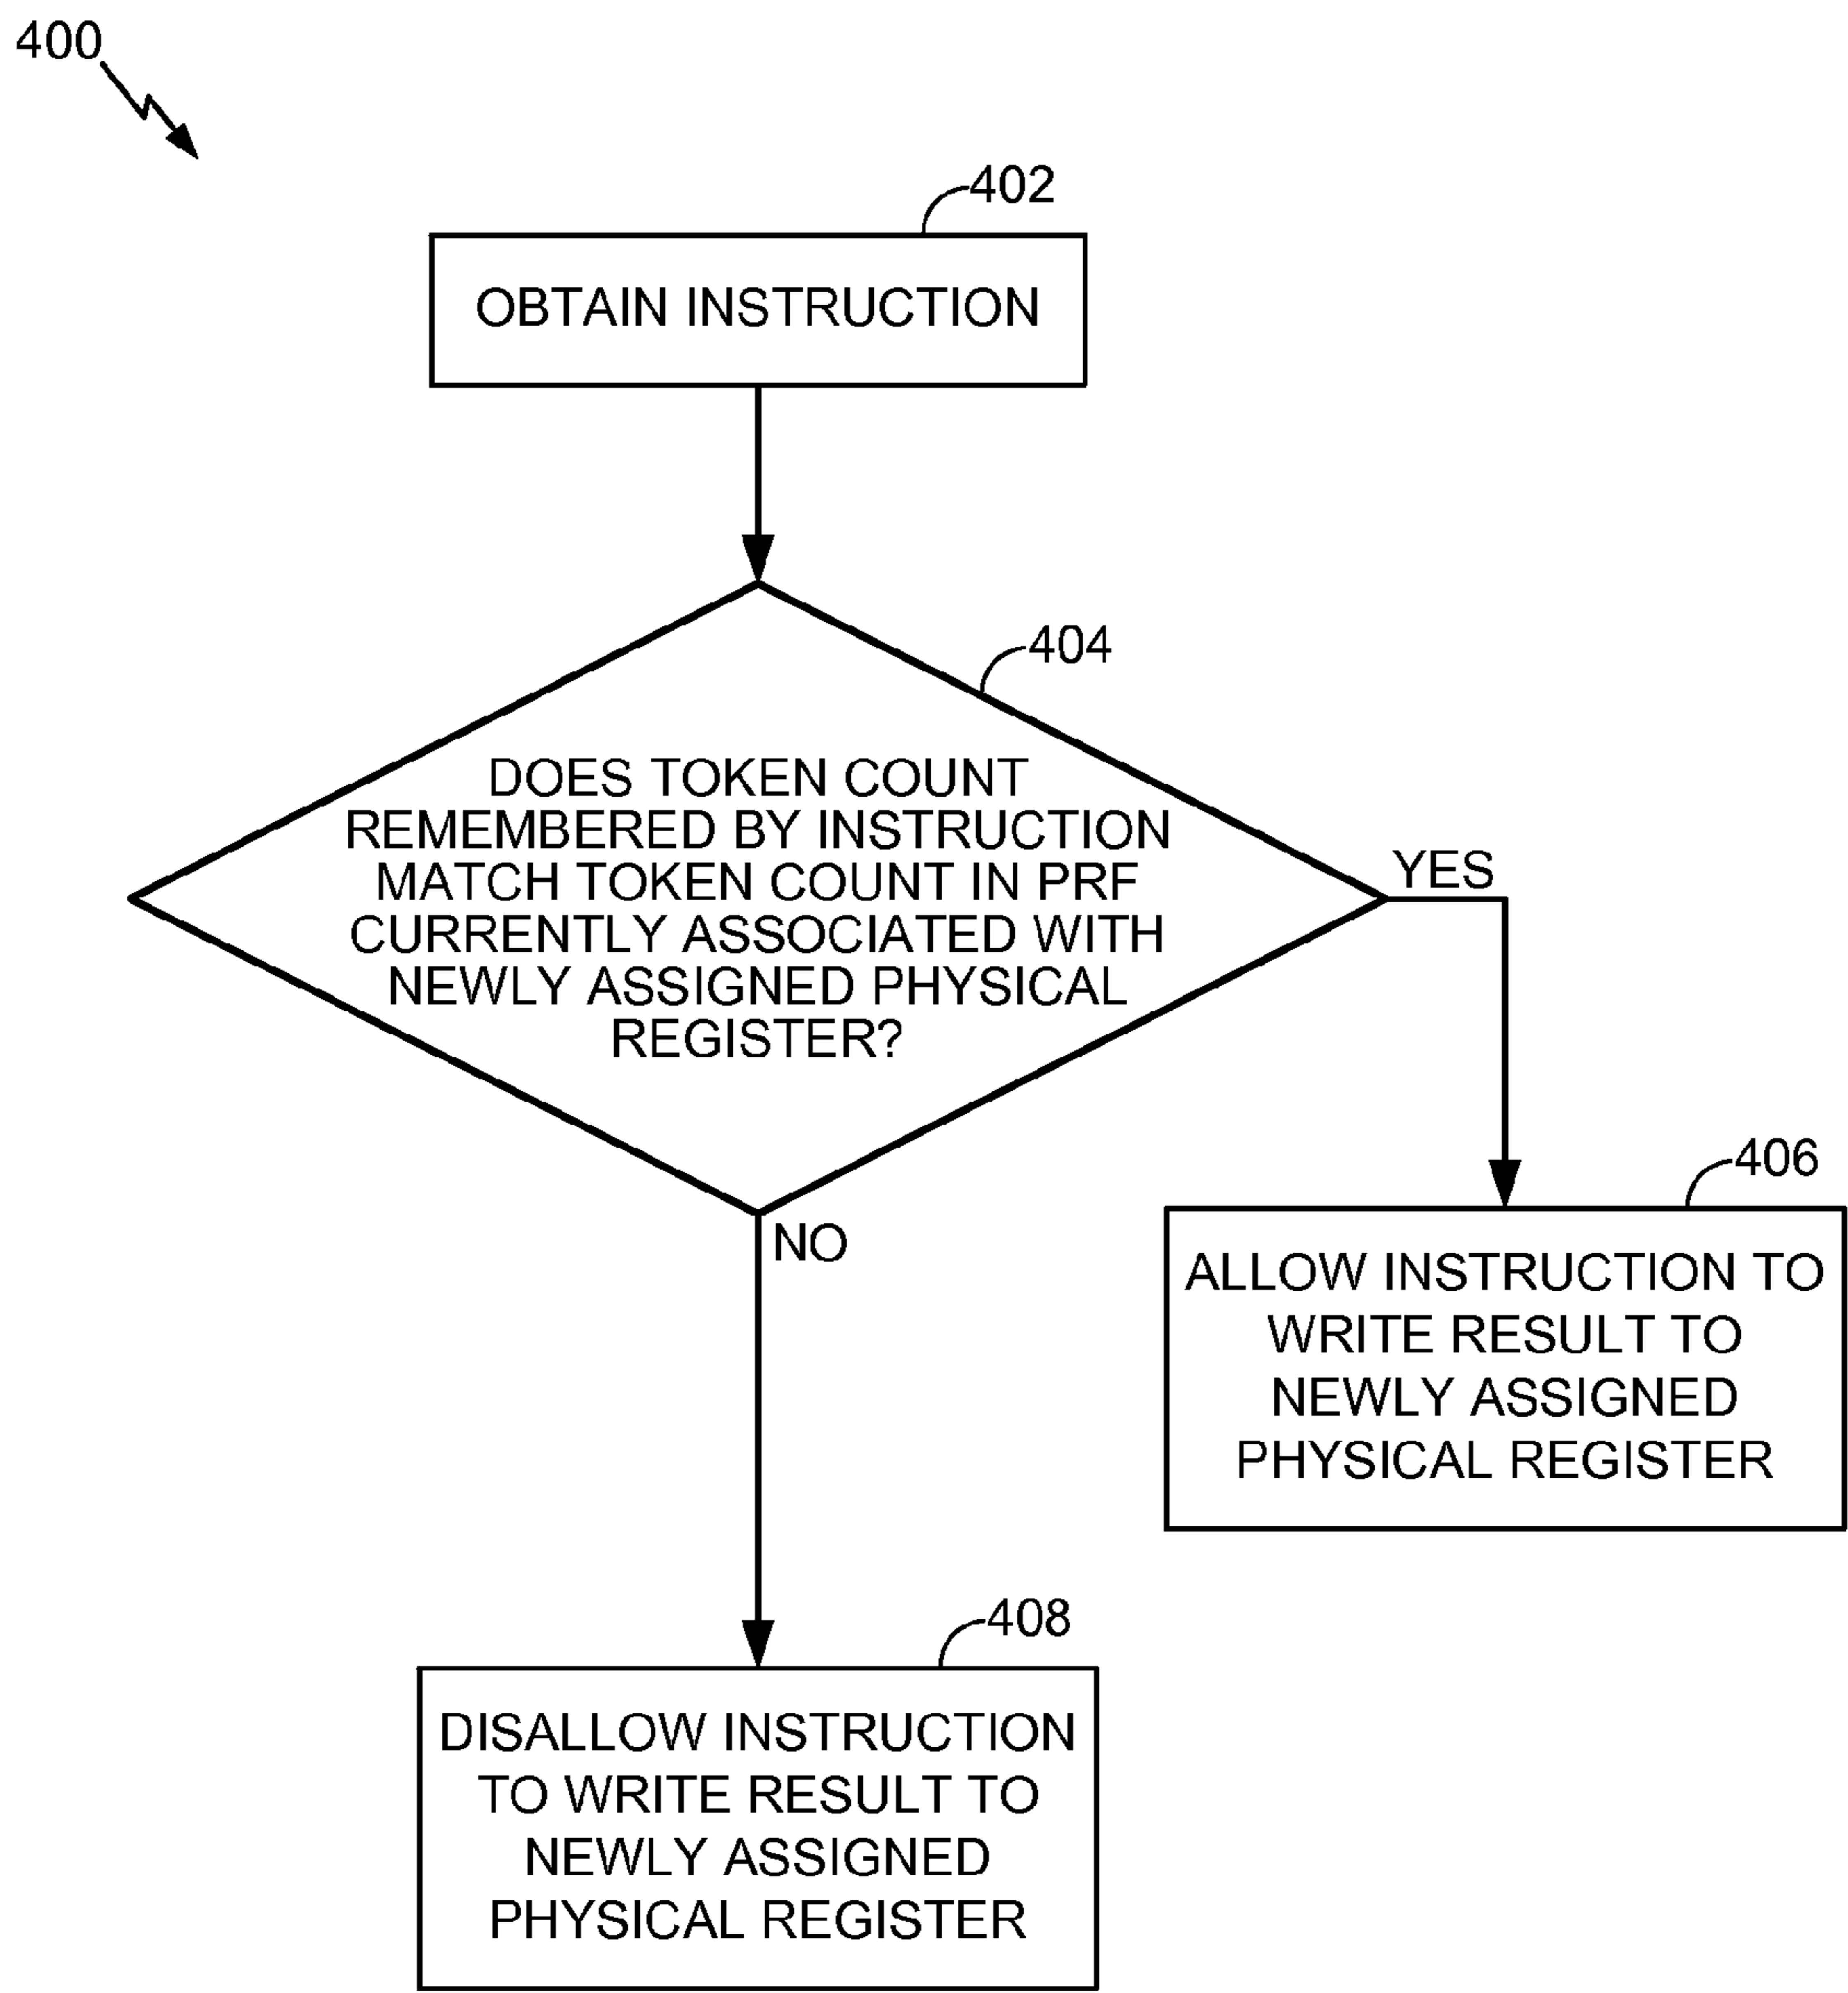 400
402
OBTAIN INSTRUCTION
404
DOES TOKEN COUNT
REMEMBERED BY INSTRUCTION
MATCH TOKEN COUNT IN PRF
CURRENTLY ASSOCIATED WITH
NEWLY ASSIGNED PHYSICAL
REGISTER?
YES
NO
406
ALLOW INSTRUCTION TO
WRITE RESULT TO
NEWLY ASSIGNED
PHYSICAL REGISTER
408
DISALLOW INSTRUCTION
TO WRITE RESULT TO
NEWLY ASSIGNED
PHYSICAL REGISTER